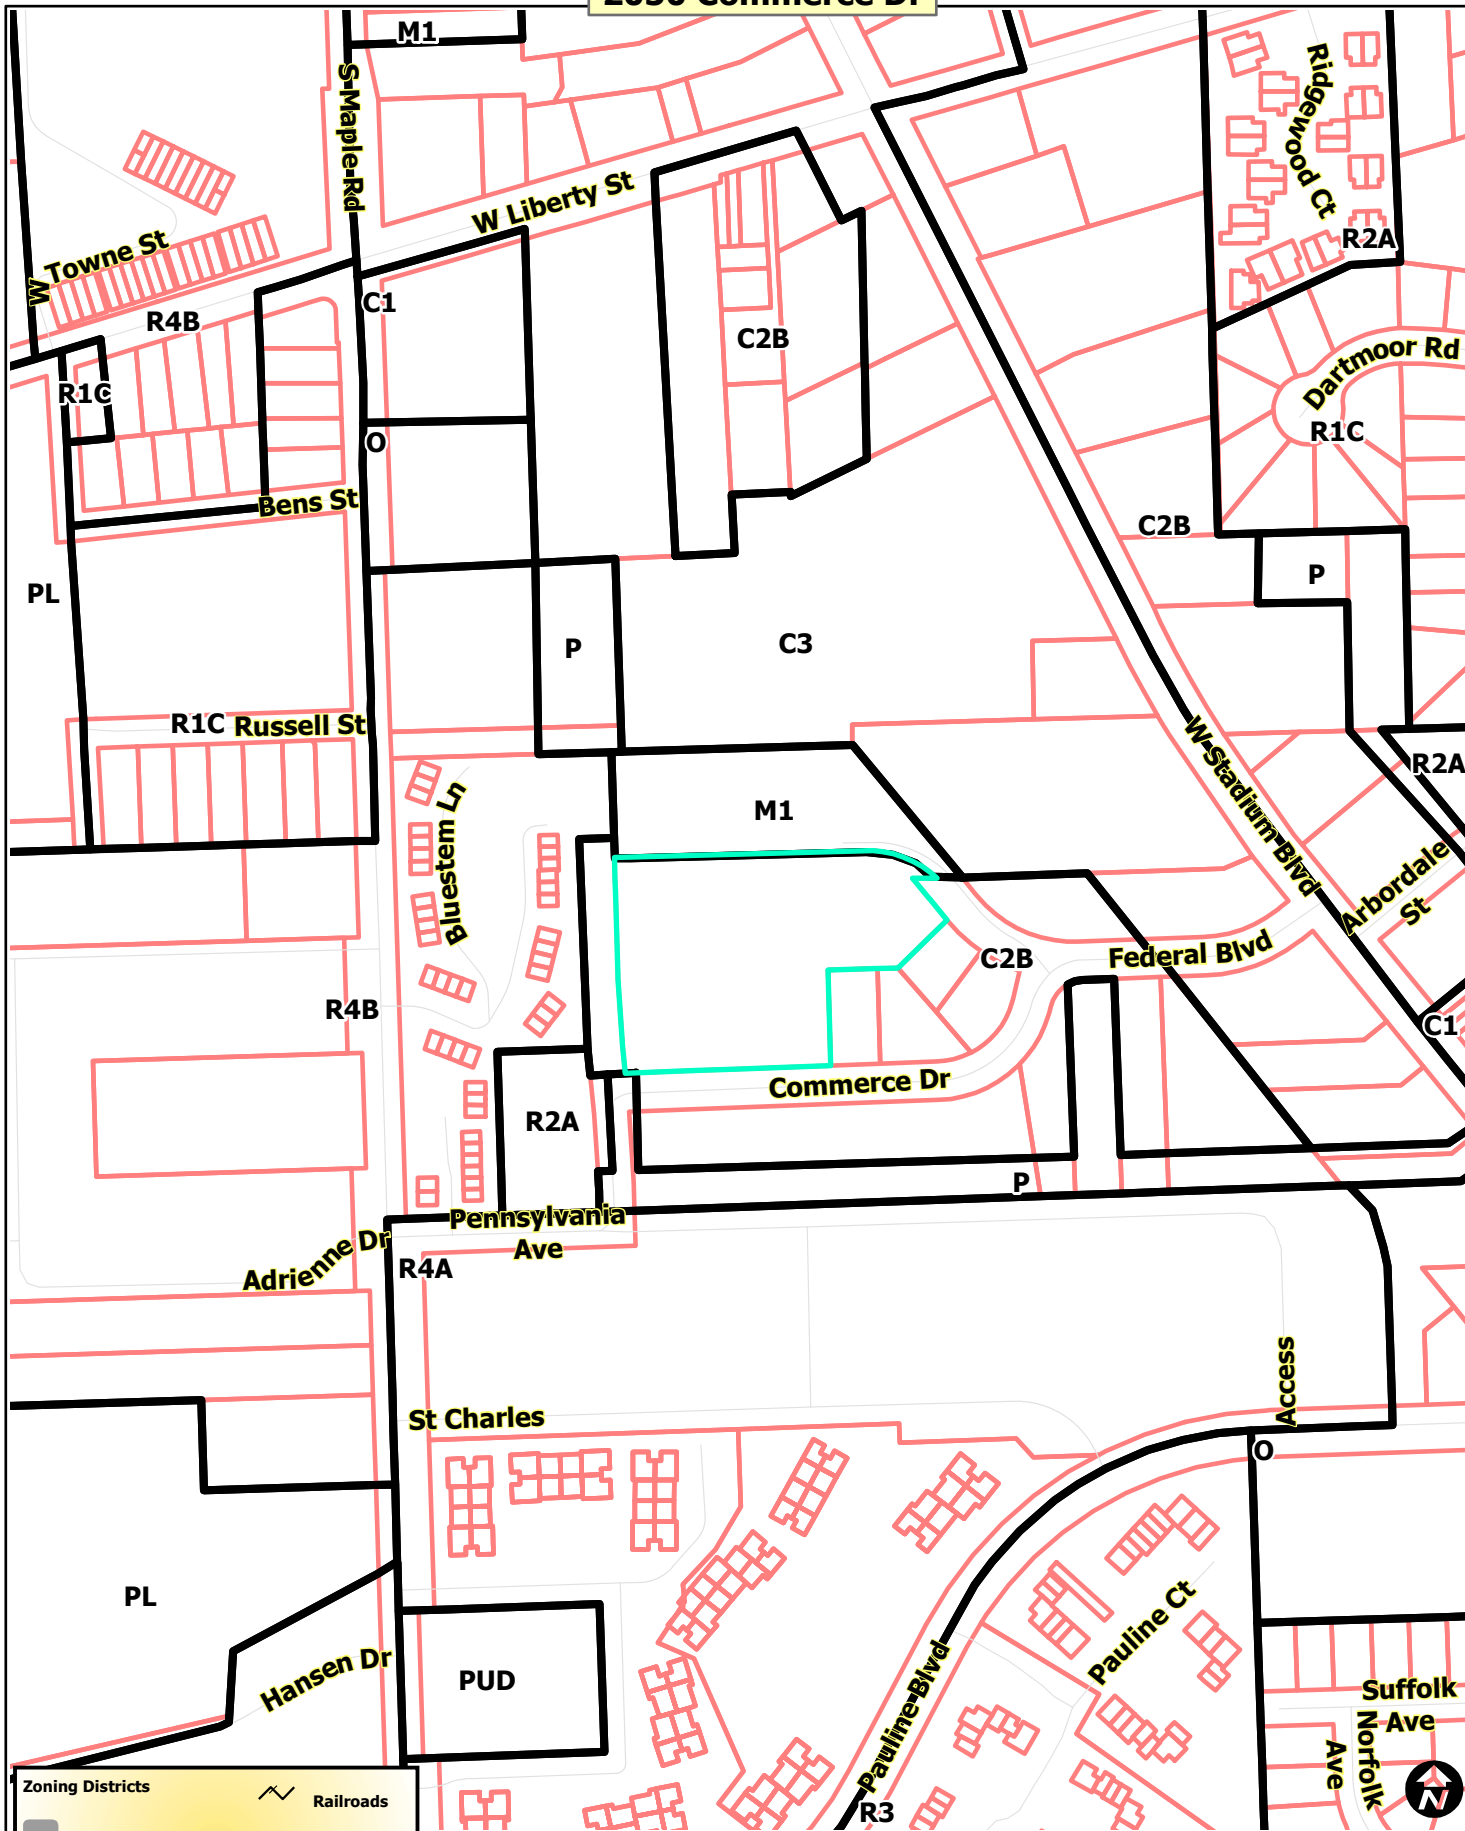 M1
S Maple Rd
Ridgewood Ct
W Liberty St
W Towne St
R2A
C1
R4B
C2B
Dartmoor Rd
R1C
R1C
O
Bens St
C2B
P
PL
P
C3
R1C
Russell St
W Stadium Blvd
R2A
M1
Bluestem Ln
Arbordale
St
Federal Blvd
C2B
R4B
C1
Commerce Dr
R2A
P
Pennsylvania
Ave
Adrienne Dr
R4A
Access
St Charles
O
PL
Pauline Ct
Hansen Dr
PUD
Pauline Blvd
Suffolk
Ave
Norfolk
Ave
R3
Zoning Districts
Railroads
N